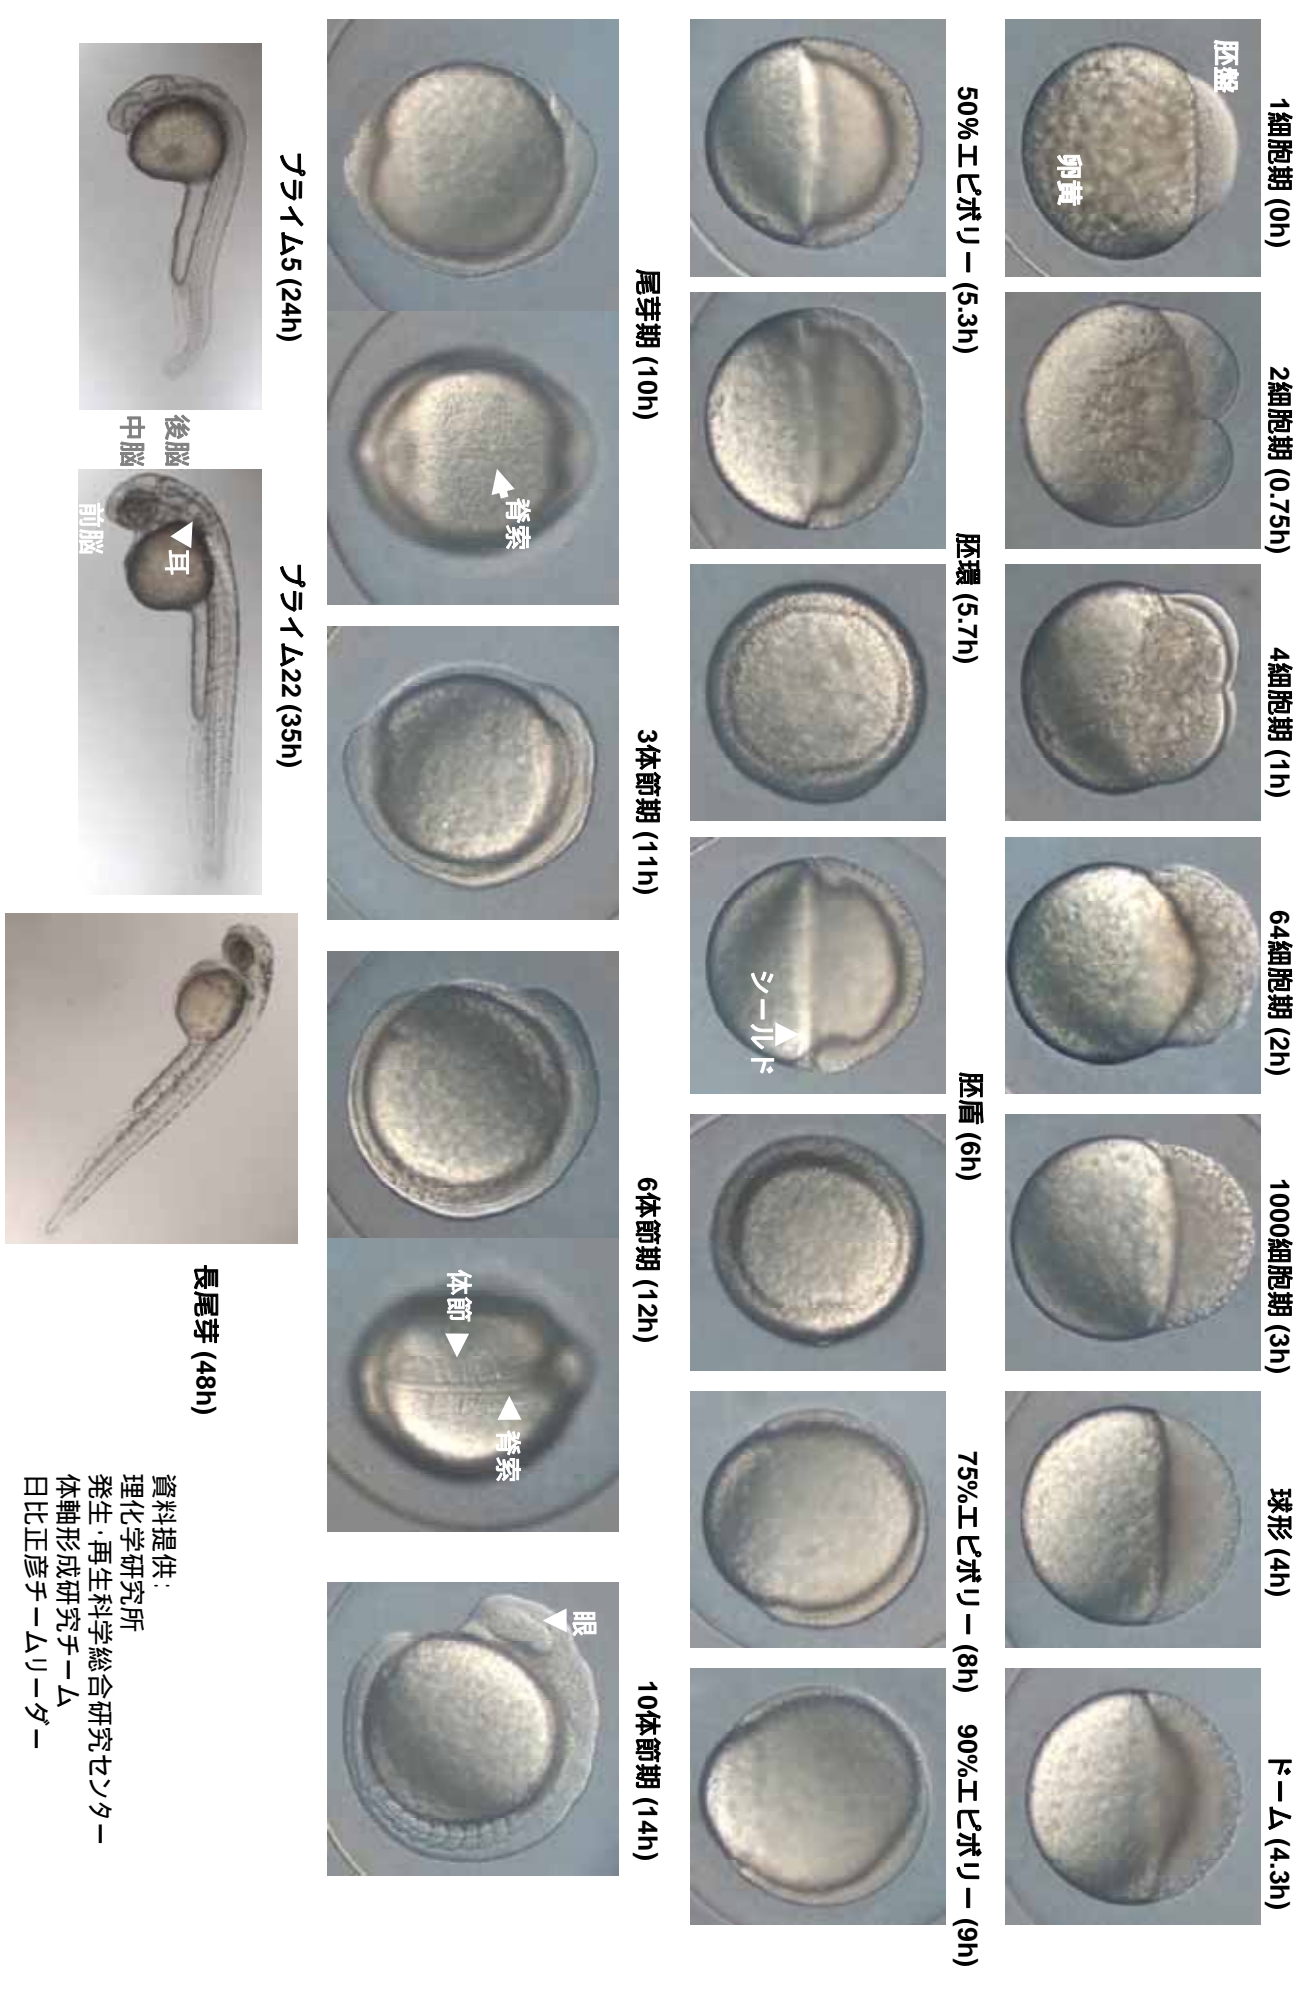 1細胞期 (0h)
2細胞期 (0.75h)
4細胞期 (1h)
64細胞期 (2h)
1000細胞期 (3h)
球形 (4h)
ドーム (4.3h)
胚盤
卵黄
50%エピボリー (5.3h)
胚環 (5.7h)
胚盾 (6h)
75%エピボリー (8h)
90%エピボリー (9h)
シールド
尾芽期 (10h)
3体節期 (11h)
6体節期 (12h)
10体節期 (14h)
脊索
体節
脊索
眼
プライム5 (24h)
プライム22 (35h)
長尾芽 (48h)
後脳
中脳
前脳
耳
資料提供:
理化学研究所
発生・再生科学総合研究センター
体軸形成研究チーム
日比正彦チームリーダー